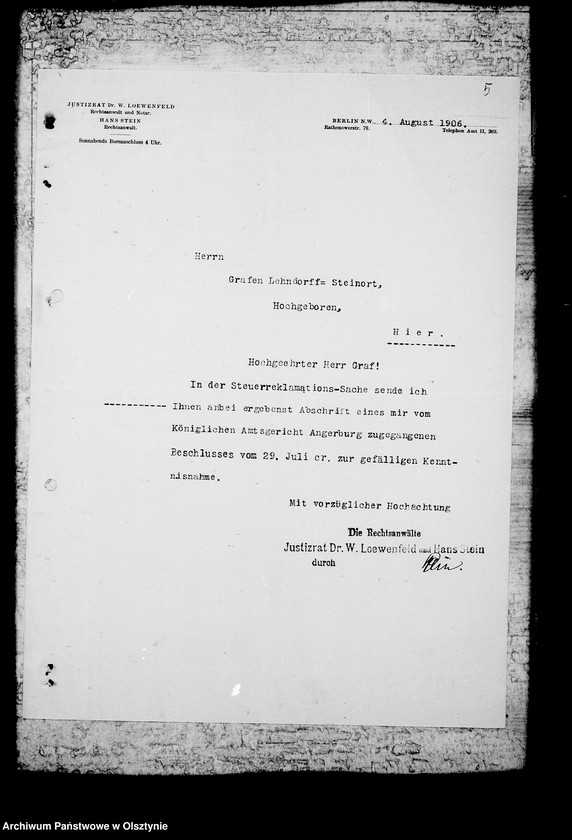 5
JUSTIZRAT Dr. W. LOEWENFELD
Rechtsanwalt und Notar.
HANS STEIN
Rechtsanwalt.
Sonnabends Bureauschluss 4 Uhr.
BERLIN N.W. 4. August 1906.
Rathenowerstr. 78. Telephon Amt II, 269.
Herrn
Grafen Lehndorff= Steinort,
Hochgeboren,
Hier.
Hochgeehrter Herr Graf!
In der Steuerreklamations-Sache sende ich
Ihnen anbei ergebenst Abschrift eines mir vom
Königlichen Amtsgericht Angerburg zugegangenen
Beschlusses vom 29. Juli cr. zur gefälligen Kennt-
nisnahme.
Mit vorzüglicher Hochachtung
Die Rechtsanwälte
Justizrat Dr. W. Loewenfeld und Hans Stein
durch Stein.
Archiwum Państwowe w Olsztynie